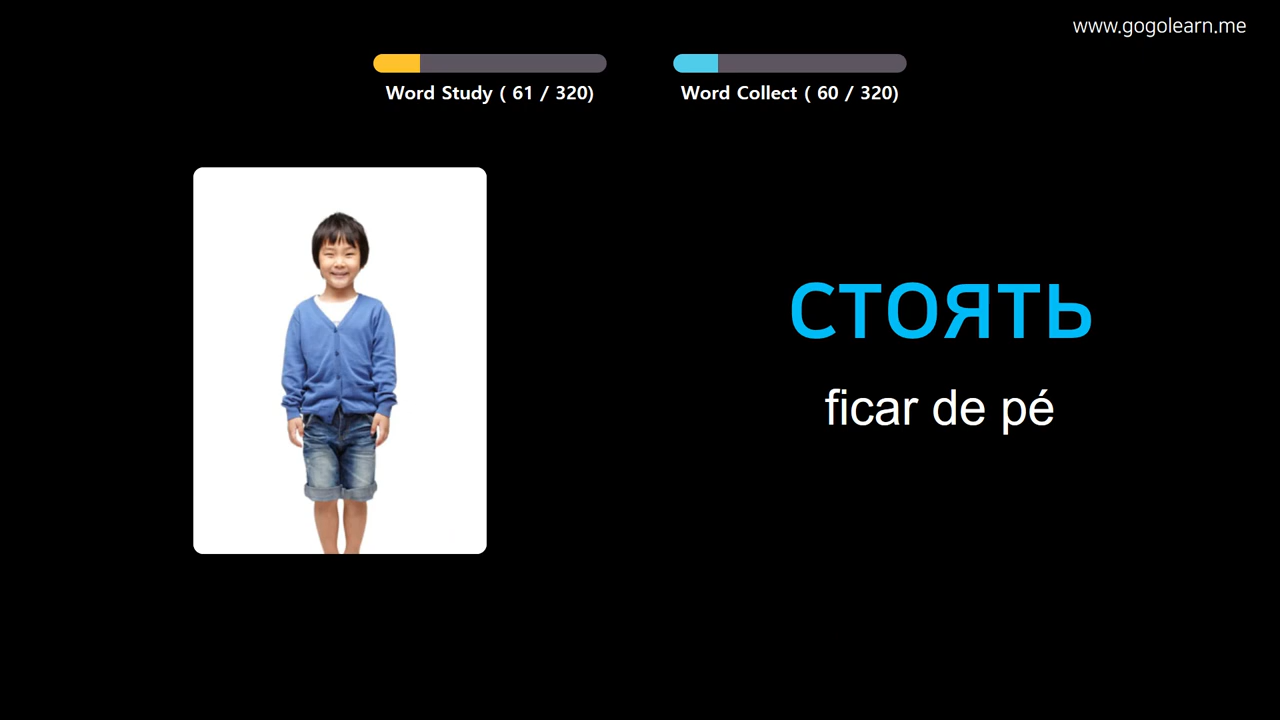 www.gogolearn.me
Word Study ( 61 / 320)
Word Collect ( 60 / 320)
стоять
ficar de pé